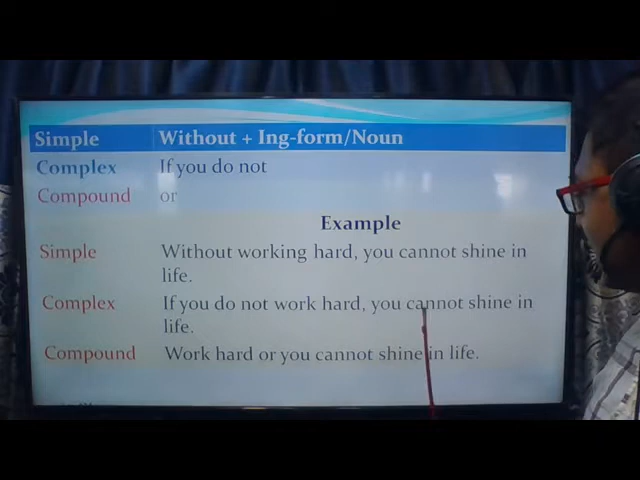 Simple Without + Ing-form/Noun
Complex If you do not
Compound or
Example
Simple Without working hard, you cannot shine in
life.
Complex If you do not work hard, you cannot shine in
life.
Compound Work hard or you cannot shine in life.